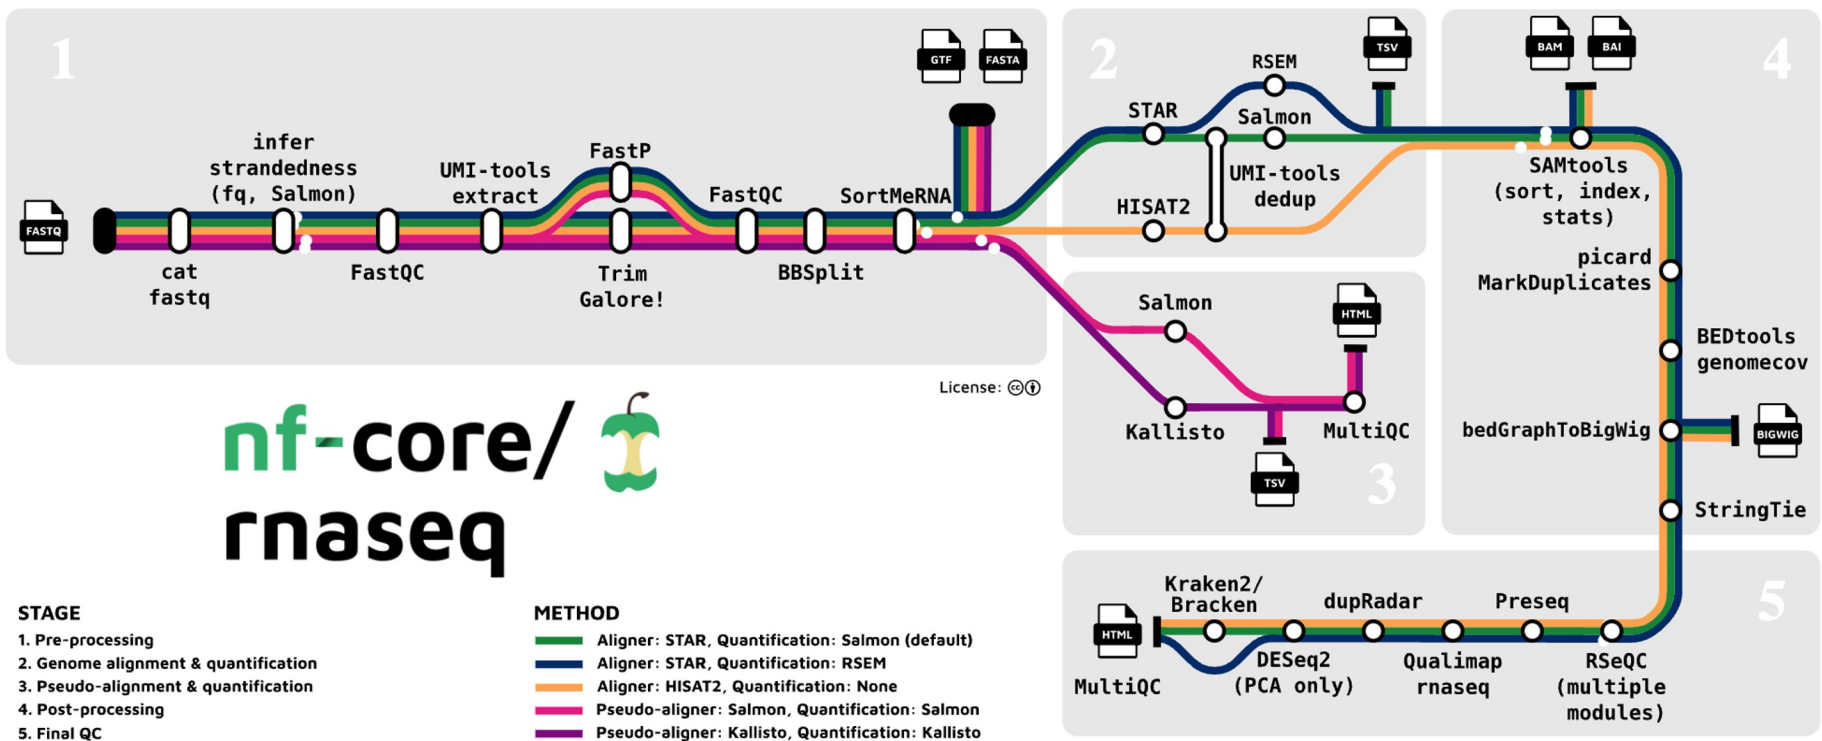 1
GTF
FASTA
infer
strandedness
(fq, Salmon)
UMI-tools
extract
FastP
FastQC
SortMeRNA
FASTQ
cat
fastq
FastQC
Trim
Galore!
BBSplit
2
TSV
RSEM
STAR
Salmon
UMI-tools
dedup
HISAT2
4
BAM
BAI
SAMtools
(sort, index,
stats)
picard
MarkDuplicates
BEDtools
genomecov
bedGraphToBigWig
BIGWIG
StringTie
Salmon
HTML
Kallisto
MultiQC
TSV
3
License:
nf-core/
rnaseq
5
Kraken2/
Bracken
dupRadar
Preseq
HTML
MultiQC
DESeq2
(PCA only)
Qualimap
rnaseq
RSeQC
(multiple
modules)
STAGE
1. Pre-processing
2. Genome alignment & quantification
3. Pseudo-alignment & quantification
4. Post-processing
5. Final QC
METHOD
Aligner: STAR, Quantification: Salmon (default)
Aligner: STAR, Quantification: RSEM
Aligner: HISAT2, Quantification: None
Pseudo-aligner: Salmon, Quantification: Salmon
Pseudo-aligner: Kallisto, Quantification: Kallisto